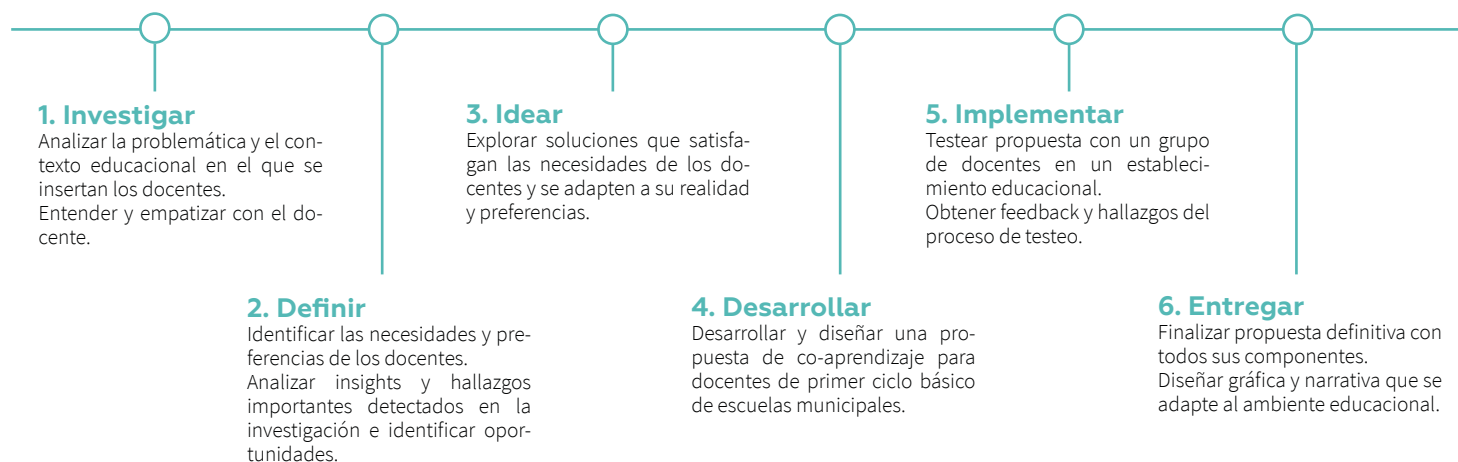 1. Investigar
Analizar la problemática y el con-
texto educacional en el que se
insertan los docentes.
Entender y empatizar con el do-
cente.
2. Definir
Identificar las necesidades y pre-
ferencias de los docentes.
Analizar insights y hallazgos
importantes detectados en la
investigación e identificar opor-
tunidades.
3. Idear
Explorar soluciones que satisfa-
gan las necesidades de los do-
centes y se adapten a su realidad
y preferencias.
4. Desarrollar
Desarrollar y diseñar una pro-
puesta de co-aprendizaje para
docentes de primer ciclo básico
de escuelas municipales.
5. Implementar
Testear propuesta con un grupo
de docentes en un estableci-
miento educacional.
Obtener feedback y hallazgos del
proceso de testeo.
6. Entregar
Finalizar propuesta definitiva con
todos sus componentes.
Diseñar gráfica y narrativa que se
adapte al ambiente educacional.